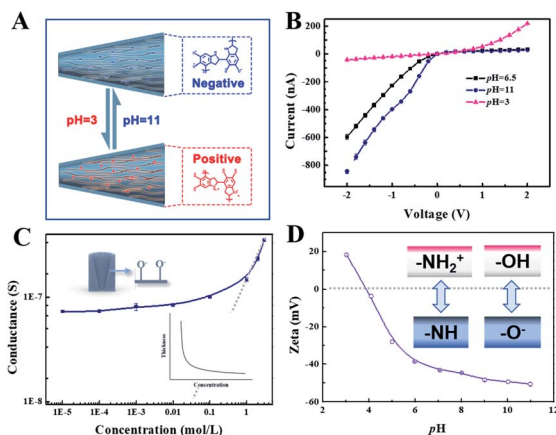 A
Negative
pH=3
pH=11
Positive
B
200
0
-200
-400
-600
-800
Current (nA)
pH=6.5
pH=11
pH=3
-2
-1
0
1
2
Voltage (V)
C
Conductance (S)
1E-7
1E-8
O⁻ O⁻
Thickness
Concentration
1E-5 1E-4 1E-3 0.01 0.1 1
Concentration (mol/L)
D
Zeta (mV)
20
0
-20
-40
-60
-NH₂⁺
-OH
-NH
-O⁻
2 4 6 8 10 12
pH